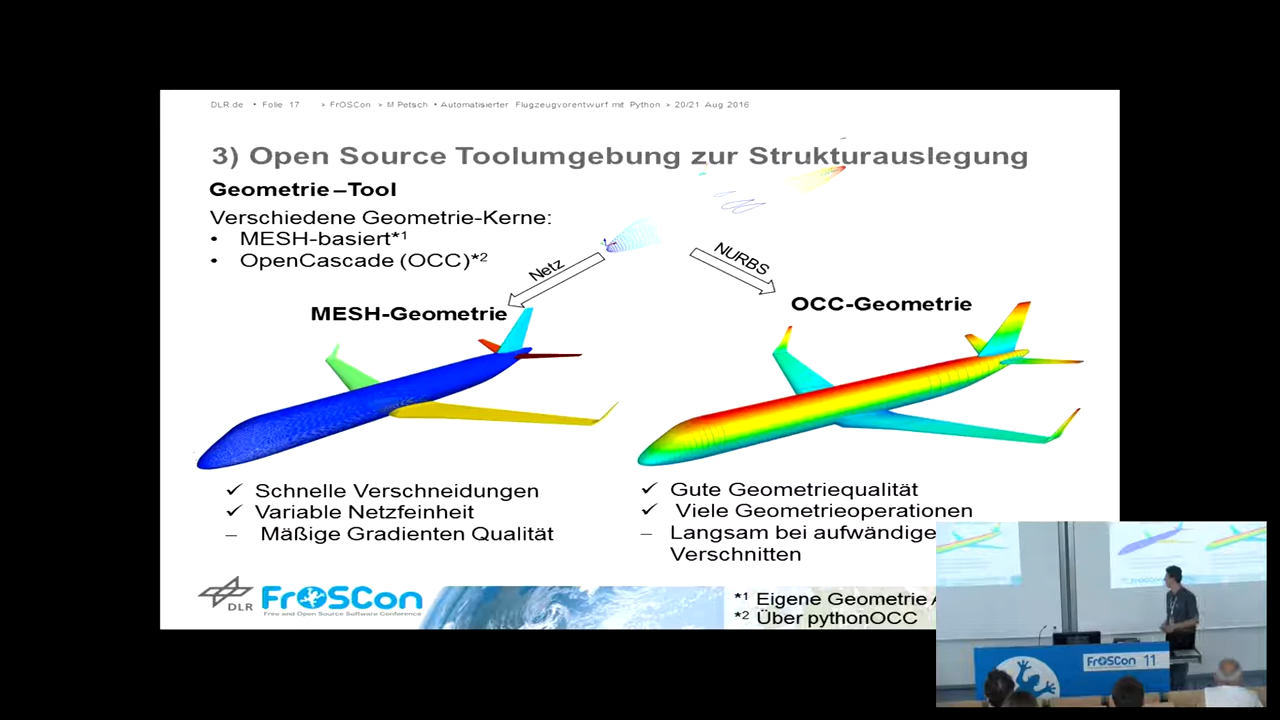 DLR.de • Folie 17 > FrOSCon > M Petsch • Automatisierter Flugzeugvorentwurf mit Python > 20/21 Aug 2016
3) Open Source Toolumgebung zur Strukturauslegung
Geometrie–Tool
Verschiedene Geometrie-Kerne:
• MESH-basiert*1
• OpenCascade (OCC)*2
Netz
NURBS
MESH-Geometrie
OCC-Geometrie
✓ Schnelle Verschneidungen
✓ Variable Netzfeinheit
– Mäßige Gradienten Qualität
✓ Gute Geometriequalität
✓ Viele Geometrieoperationen
– Langsam bei aufwändige
Verschnitten
DLR
FrOSCon
Free and Open Source Software Conference
*1 Eigene Geometrie
*2 Über pythonOCC
FrOSCon 11